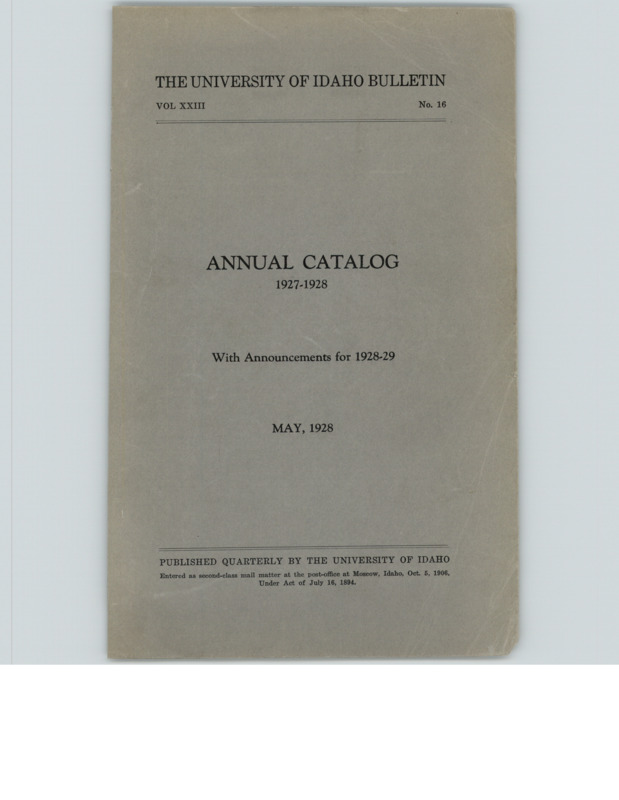 THE UNIVERSITY OF IDAHO BULLETIN
VOL XXIII No. 16
ANNUAL CATALOG
1927-1928
With Announcements for 1928-29
MAY, 1928
PUBLISHED QUARTERLY BY THE UNIVERSITY OF IDAHO
Entered as second-class mail matter at the post-office at Moscow, Idaho, Oct. 5, 1906,
Under Act of July 16, 1894.